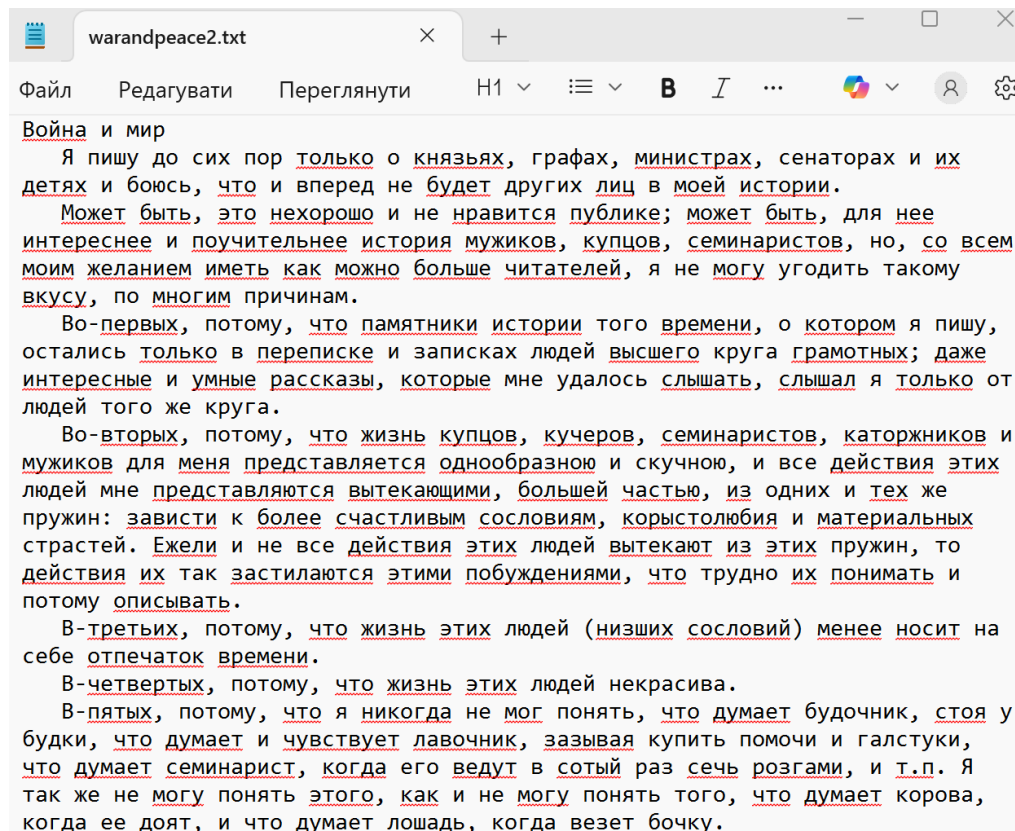 warandpeace2.txt
Файл Редагувати Переглянути H1 B I ...
Война и мир
Я пишу до сих пор только о князьях, графах, министрах, сенаторах и их
детях и боюсь, что и вперед не будет других лиц в моей истории.
Может быть, это нехорошо и не нравится публике; может быть, для нее
интереснее и поучительнее история мужиков, купцов, семинаристов, но, со всем
моим желанием иметь как можно больше читателей, я не могу угодить такому
вкусу, по многим причинам.
Во-первых, потому, что памятники истории того времени, о котором я пишу,
остались только в переписке и записках людей высшего круга грамотных; даже
интересные и умные рассказы, которые мне удалось слышать, слышал я только от
людей того же круга.
Во-вторых, потому, что жизнь купцов, кучеров, семинаристов, каторжников и
мужиков для меня представляется однообразною и скучною, и все действия этих
людей мне представляются вытекающими, большей частью, из одних и тех же
пружин: зависти к более счастливым сословиям, корыстолюбия и материальных
страстей. Ежели и не все действия этих людей вытекают из этих пружин, то
действия их так застилаются этими побуждениями, что трудно их понимать и
потому описывать.
В-третьих, потому, что жизнь этих людей (низших сословий) менее носит на
себе отпечаток времени.
В-четвертых, потому, что жизнь этих людей некрасива.
В-пятых, потому, что я никогда не мог понять, что думает будочник, стоя у
будки, что думает и чувствует лавочник, зазывая купить помочи и галстуки,
что думает семинарист, когда его ведут в сотый раз сечь розгами, и т.п. Я
так же не могу понять этого, как и не могу понять того, что думает корова,
когда ее доят, и что думает лошадь, когда везет бочку.